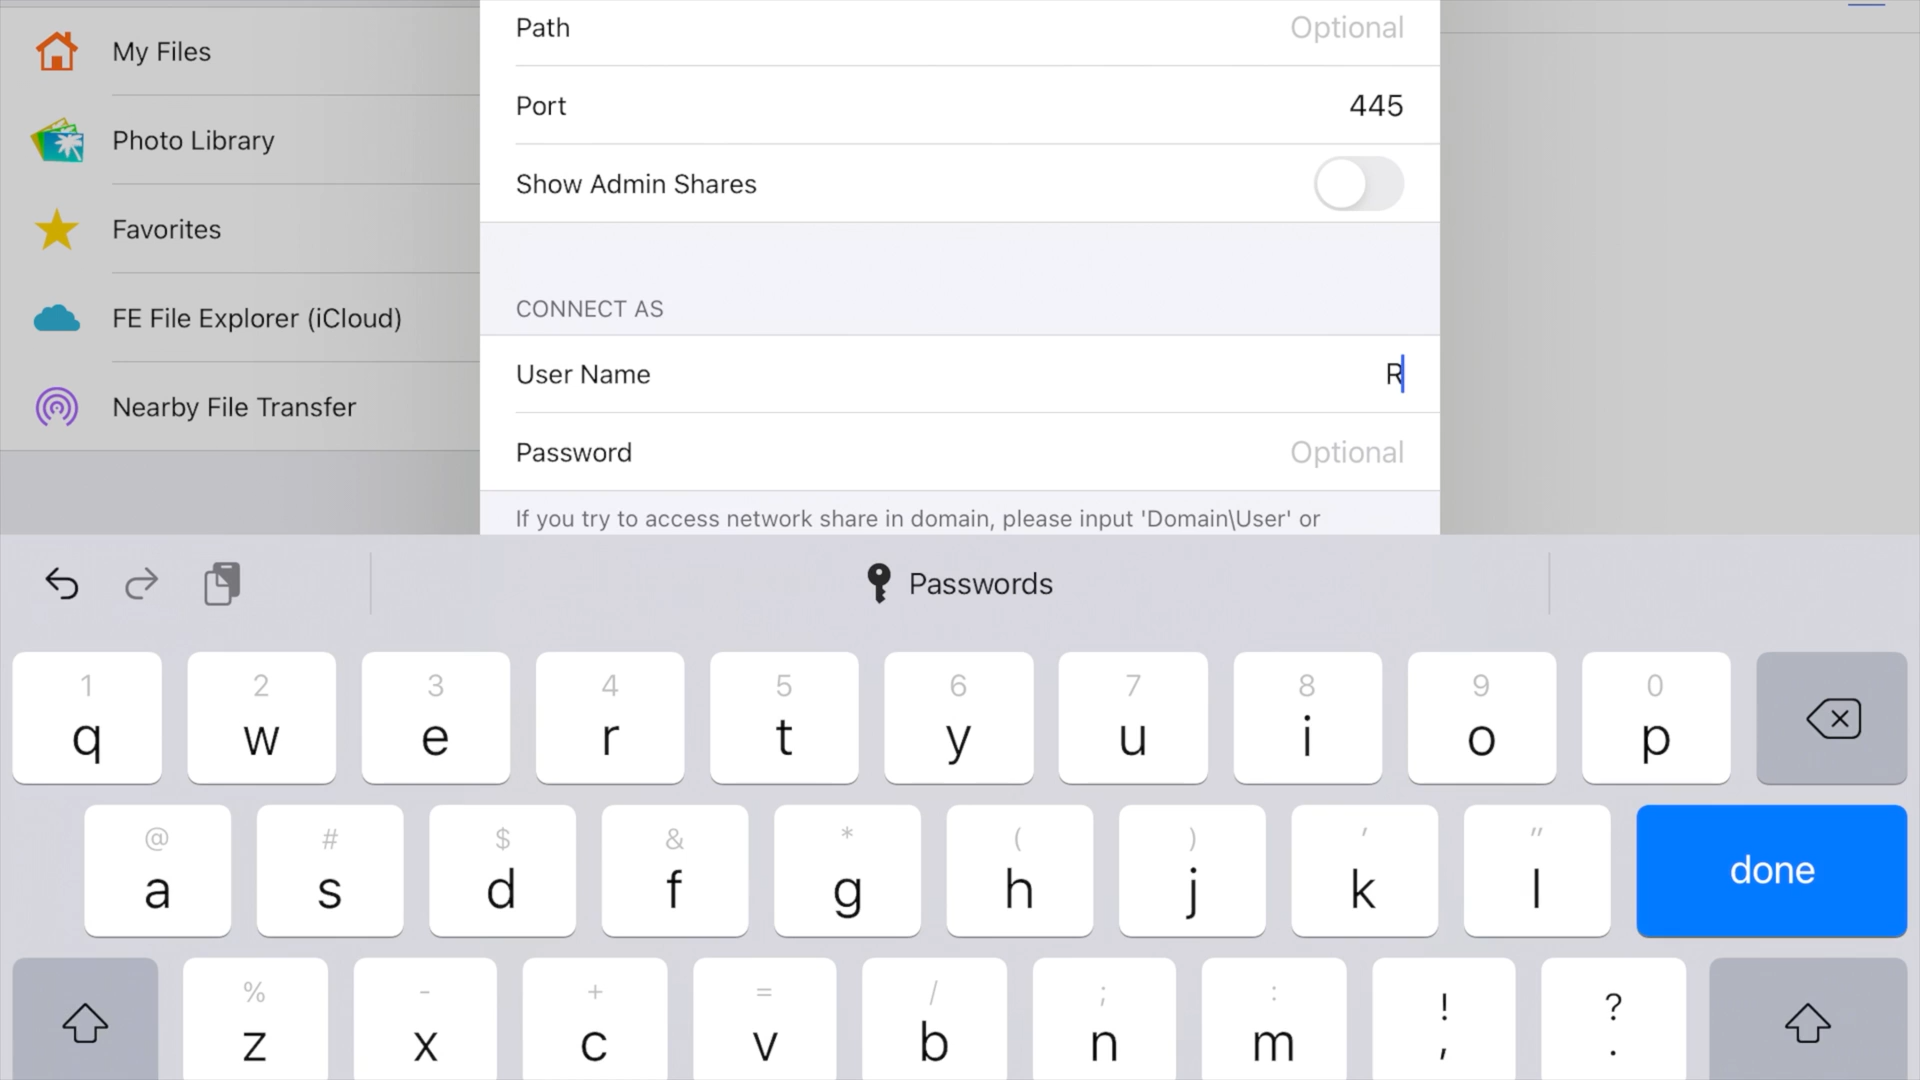 My Files
Photo Library
Favorites
FE File Explorer (iCloud)
Nearby File Transfer
Path Optional
Port 445
Show Admin Shares
CONNECT AS
User Name R
Password Optional
If you try to access network share in domain, please input 'Domain\User' or
Passwords
1 2 3 4 5 6 7 8 9 0
q w e r t y u i o p
@ # $ & * ( ) ' "
a s d f g h j k l done
% - + = / ; : ! ?
z x c v b n m , .